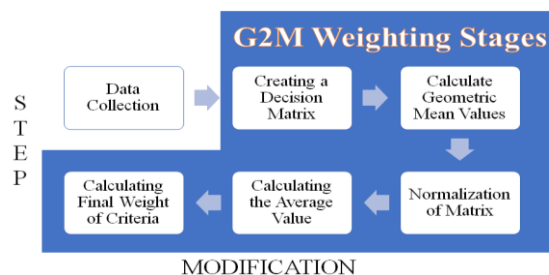 G2M Weighting Stages
Data
Collection
Creating a
Decision
Matrix
Calculate
Geometric
Mean Values
STEP
Calculating
Final Weight
of Criteria
Calculating
the Average
Value
Normalization
of Matrix
MODIFICATION